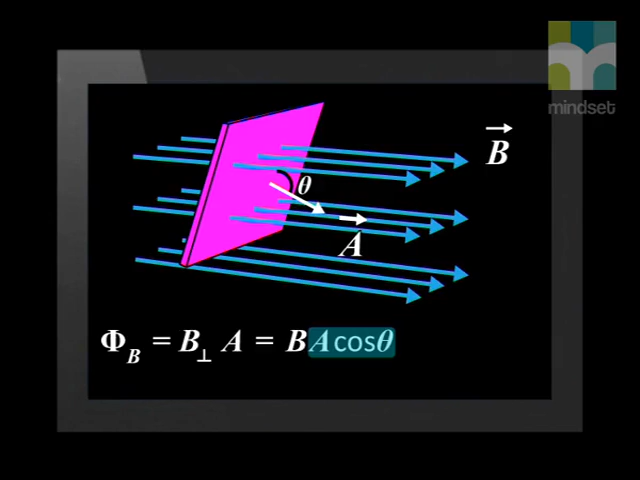 mindset
B
θ
A
Φ_B = B_⊥ A = B A cosθ